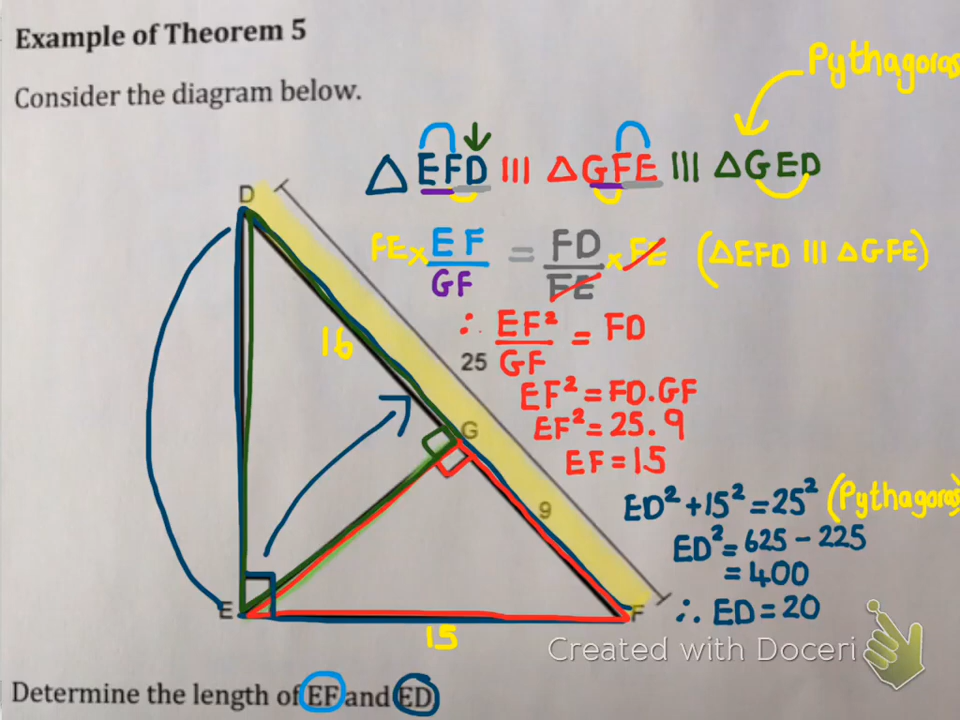 Example of Theorem 5
Consider the diagram below.
Pythagoras
△EFD ||| △GFE ||| △GED
D
FE × EF/GF = FD/FE × FE (△EFD ||| △GFE)
16
25
∴ EF²/GF = FD
EF² = FD.GF
G
EF² = 25.9
EF = 15
9
ED² + 15² = 25² (Pythagoras)
ED² = 625 - 225
= 400
∴ ED = 20
E
F
15
Created with Doceri
Determine the length of EF and ED